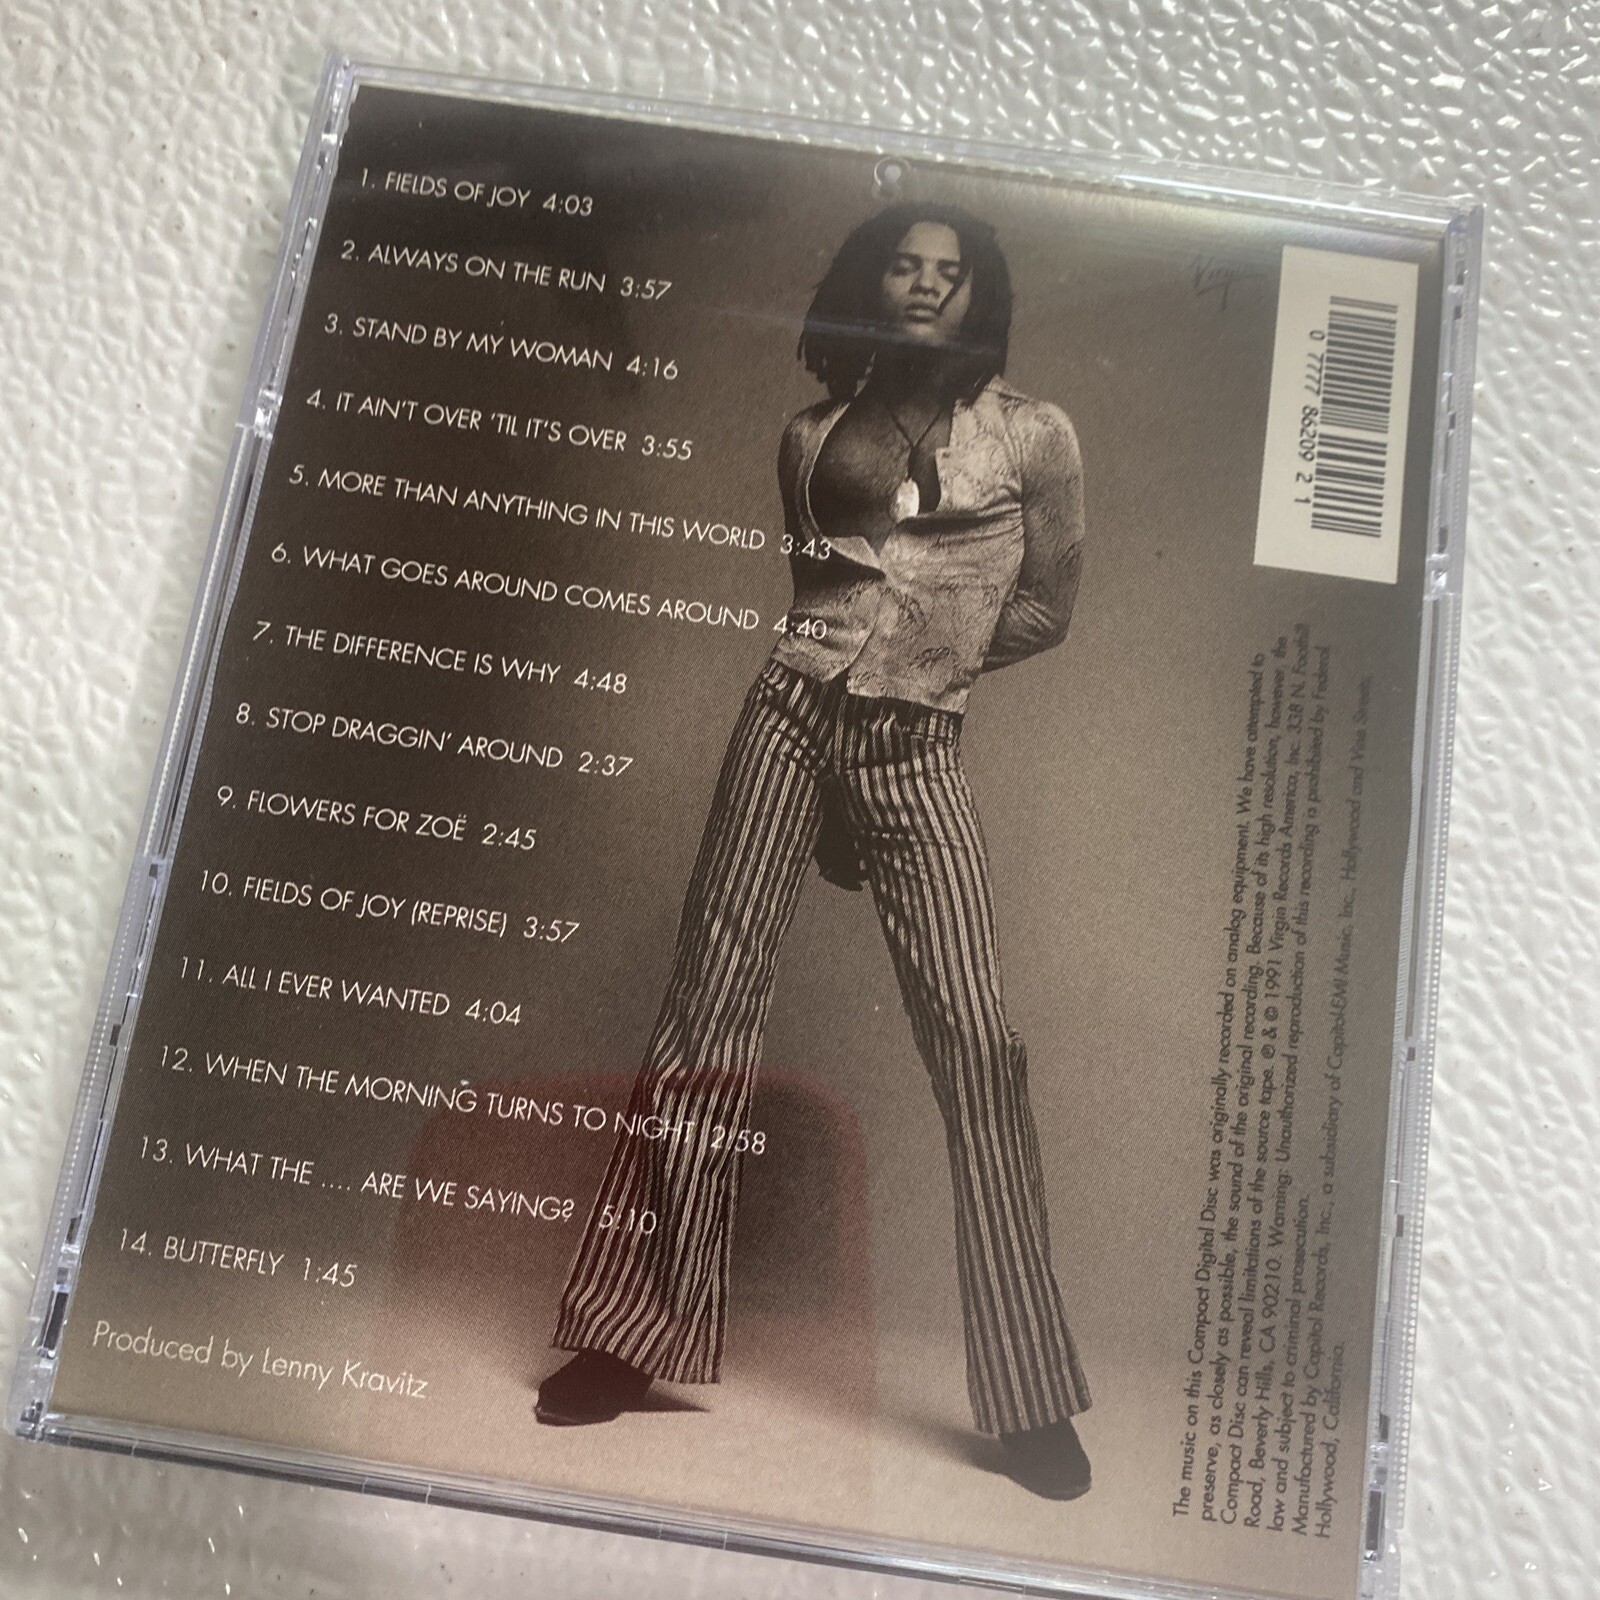 1. FIELDS OF JOY 4:03
2. ALWAYS ON THE RUN 3:57
3. STAND BY MY WOMAN 4:16
4. IT AIN'T OVER 'TIL IT'S OVER 3:55
5. MORE THAN ANYTHING IN THIS WORLD 3:43
6. WHAT GOES AROUND COMES AROUND 4:40
7. THE DIFFERENCE IS WHY 4:48
8. STOP DRAGGIN' AROUND 2:37
9. FLOWERS FOR ZOË 2:45
10. FIELDS OF JOY (REPRISE) 3:57
11. ALL I EVER WANTED 4:04
12. WHEN THE MORNING TURNS TO NIGHT 2:58
13. WHAT THE .... ARE WE SAYING? 5:10
14. BUTTERFLY 1:45
Produced by Lenny Kravitz
Virgin
0 7777 86209 2 1
The music on this Compact Digital Disc was originally recorded on analog equipment. We have attempted to
preserve, as closely as possible, the sound of the original recording. Because of its high resolution, however, the
Compact Disc can reveal limitations of the source tape. ℗ & © 1991 Virgin Records America, Inc. 338 N. Foothill
Road, Beverly Hills, CA 90210. Warning: Unauthorized reproduction of this recording is prohibited by Federal
law and subject to criminal prosecution.
Manufactured by Capitol Records, Inc., a subsidiary of Capitol-EMI Music, Inc., Hollywood and Vine Streets,
Hollywood, California.